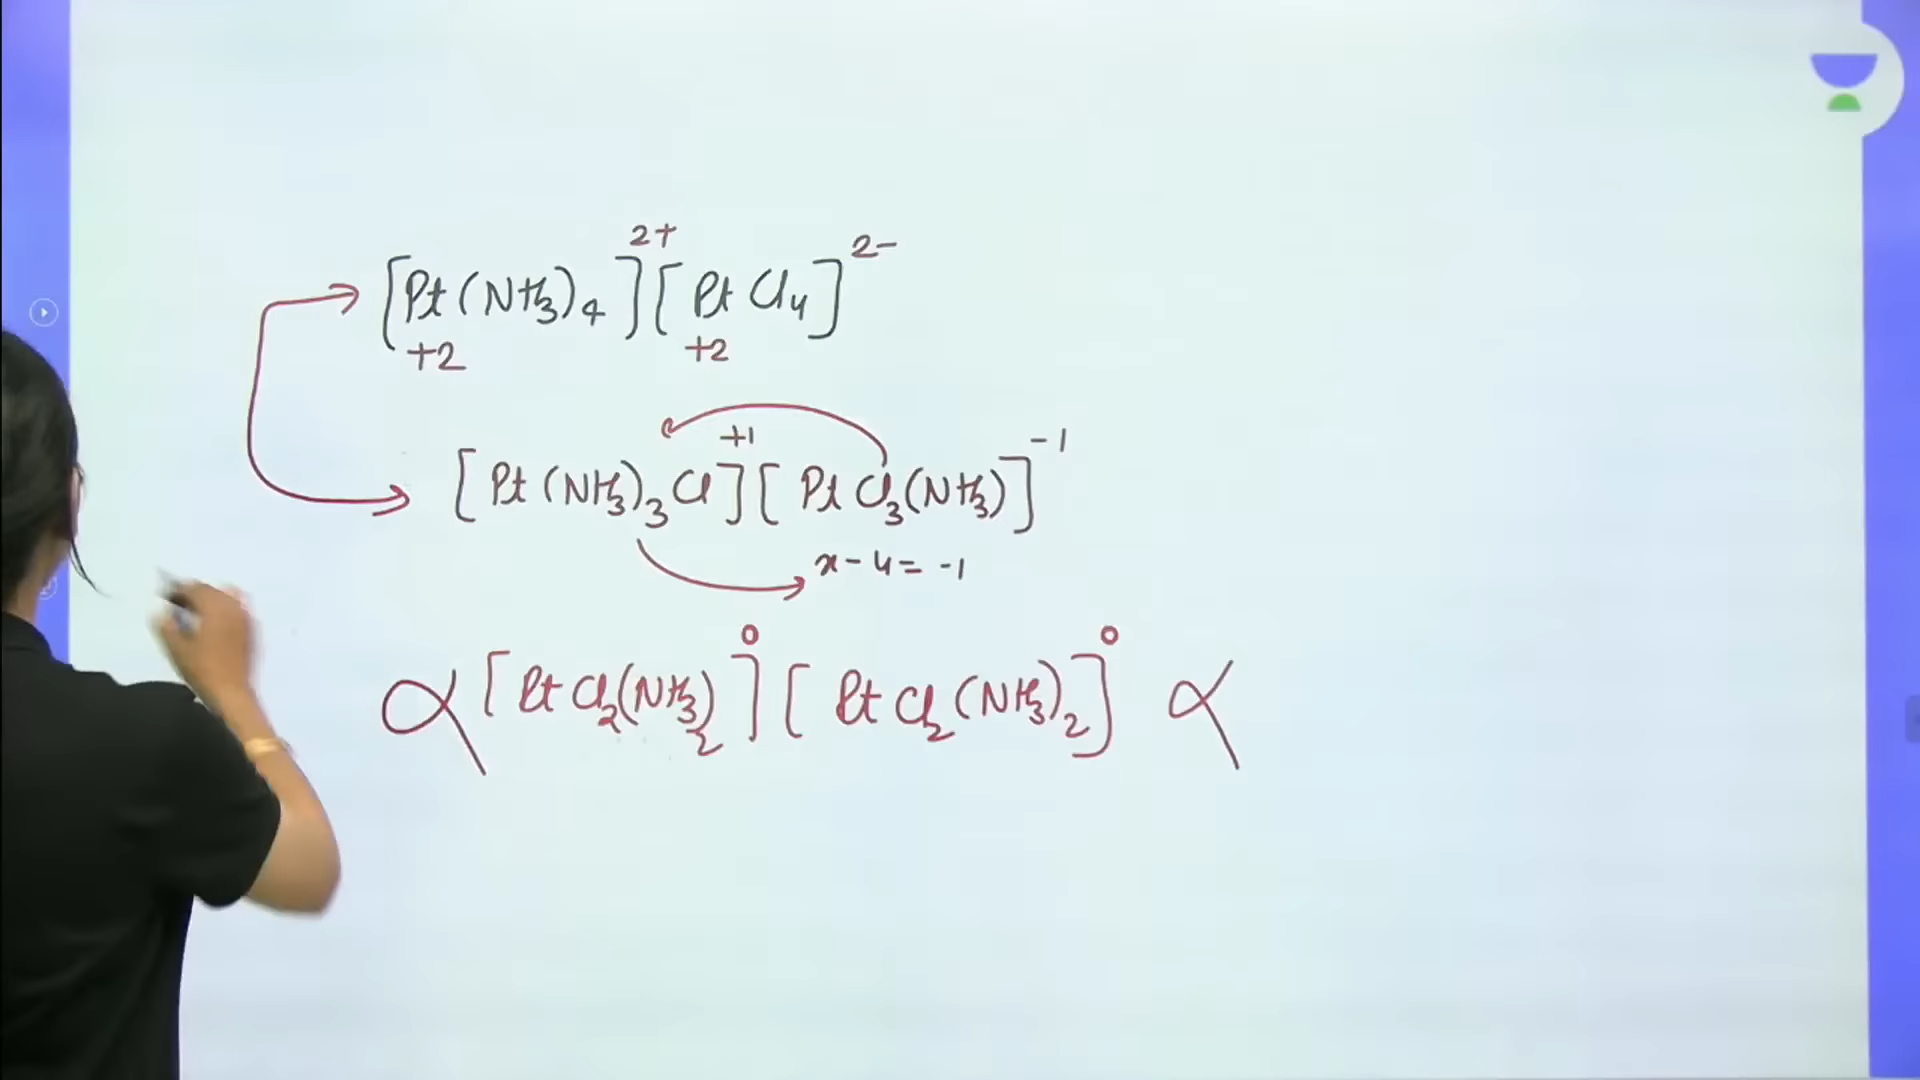 [Pt(NH3)4]2+ [PtCl4]2-
+2 +2
[Pt(NH3)3Cl]+1 [PtCl3(NH3)]-1
x - 4 = -1
[PtCl2(NH3)2]0 [PtCl2(NH3)2]0